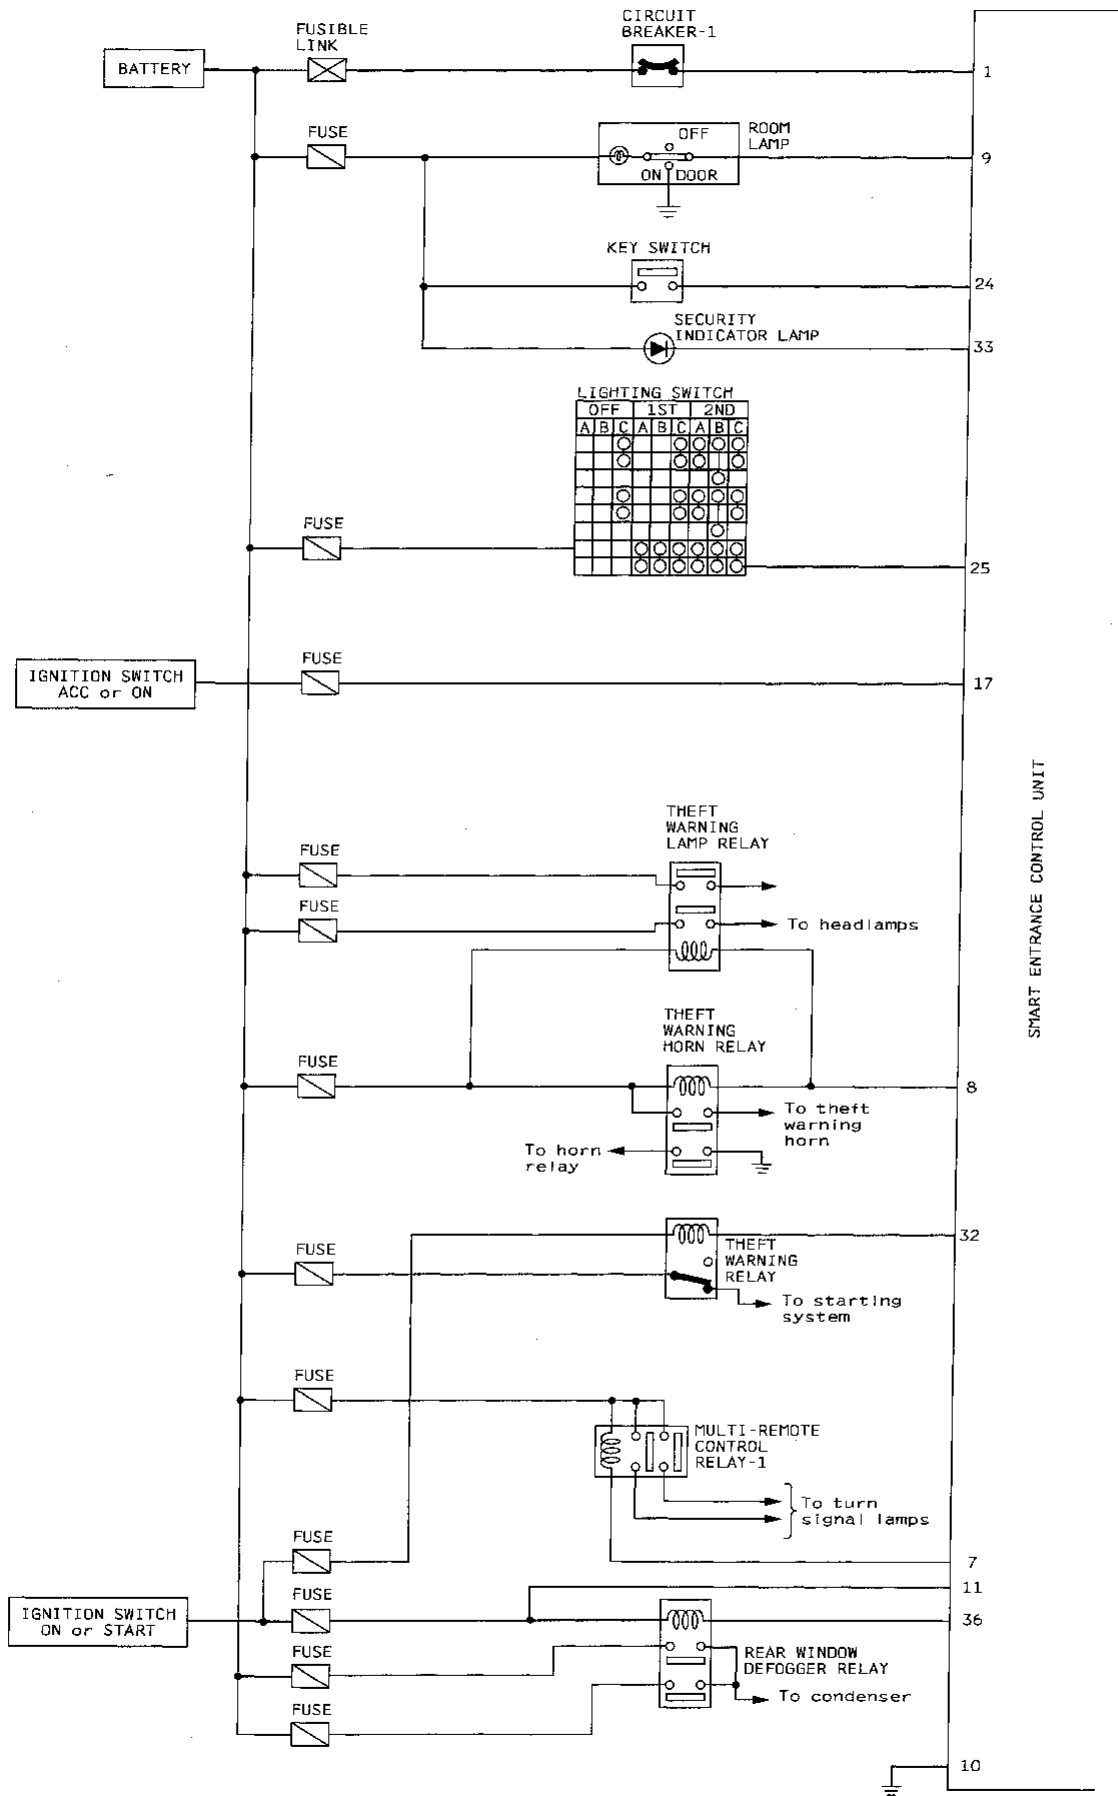 CIRCUIT
BREAKER-1
FUSIBLE
LINK
BATTERY
1
FUSE
OFF
ROOM
LAMP
ON DOOR
9
KEY SWITCH
24
SECURITY
INDICATOR LAMP
33
LIGHTING SWITCH
OFF 1ST 2ND
A B C A B C A B C
FUSE
25
IGNITION SWITCH
ACC or ON
FUSE
17
SMART ENTRANCE CONTROL UNIT
THEFT
WARNING
LAMP RELAY
FUSE
FUSE
To headlamps
THEFT
WARNING
HORN RELAY
FUSE
8
To theft
warning
horn
To horn
relay
32
THEFT
WARNING
RELAY
FUSE
To starting
system
FUSE
MULTI-REMOTE
CONTROL
RELAY-1
To turn
signal lamps
FUSE
7
11
IGNITION SWITCH
ON or START
FUSE
36
FUSE
REAR WINDOW
DEFOGGER RELAY
To condenser
FUSE
10